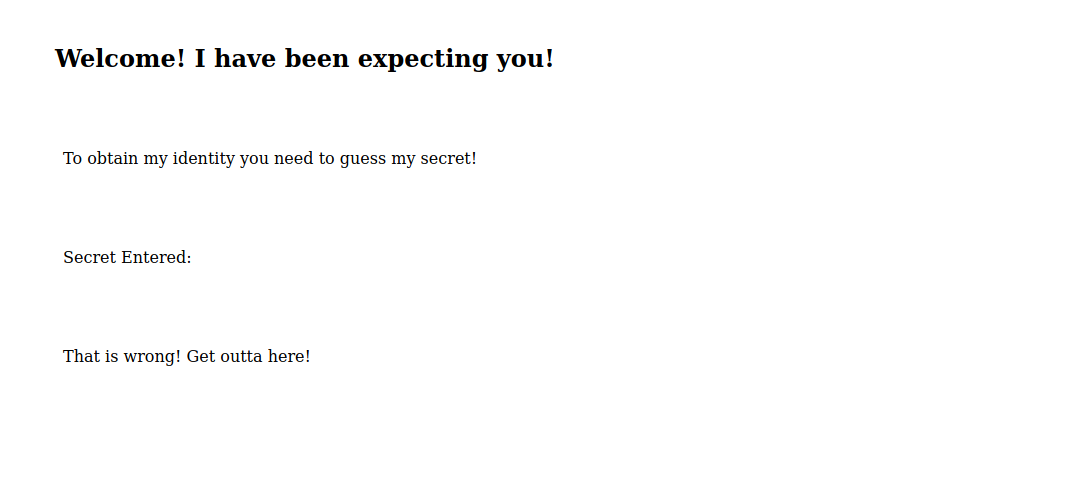 Welcome! I have been expecting you!
To obtain my identity you need to guess my secret!
Secret Entered:
That is wrong! Get outta here!